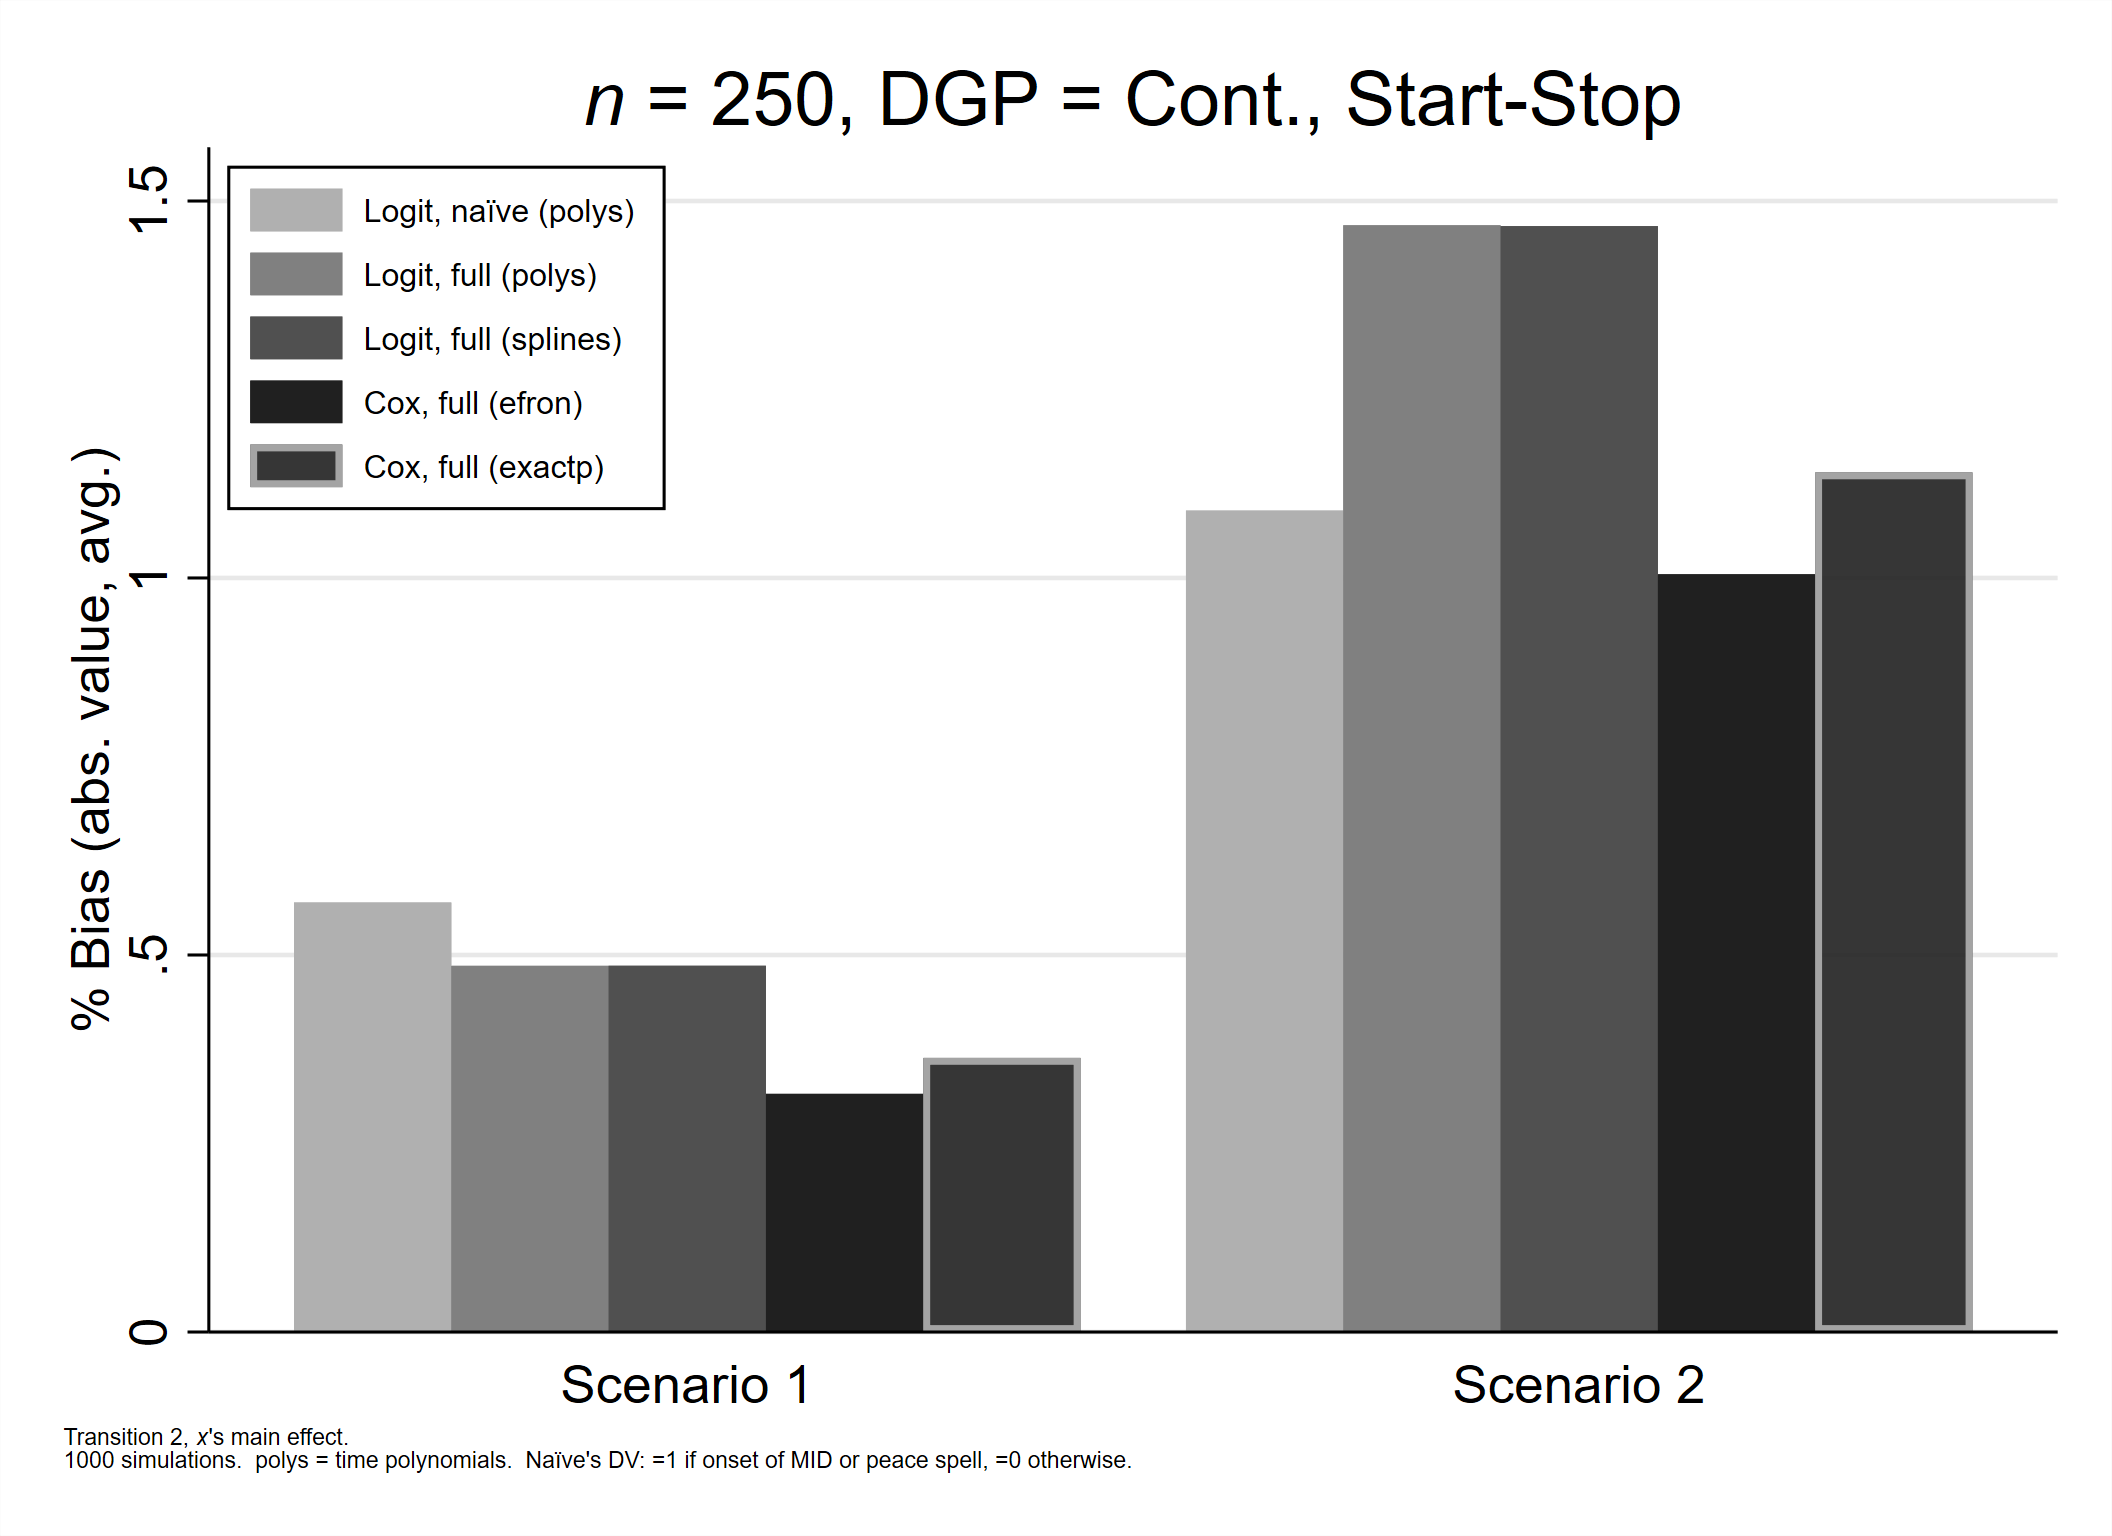 n = 250, DGP = Cont., Start-Stop
% Bias (abs. value, avg.)
1.5
1
.5
0
Logit, naïve (polys)
Logit, full (polys)
Logit, full (splines)
Cox, full (efron)
Cox, full (exactp)
Scenario 1
Scenario 2
Transition 2, x's main effect.
1000 simulations.  polys = time polynomials.  Naïve's DV: =1 if onset of MID or peace spell, =0 otherwise.